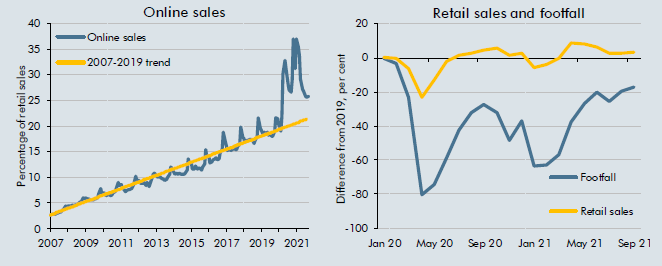 Online sales
Percentage of retail sales
40
35
30
25
20
15
10
5
0
Online sales
2007-2019 trend
2007 2009 2011 2013 2015 2017 2019 2021
Retail sales and footfall
Difference from 2019, per cent
20
0
-20
-40
-60
-80
-100
Footfall
Retail sales
Jan 20 May 20 Sep 20 Jan 21 May 21 Sep 21